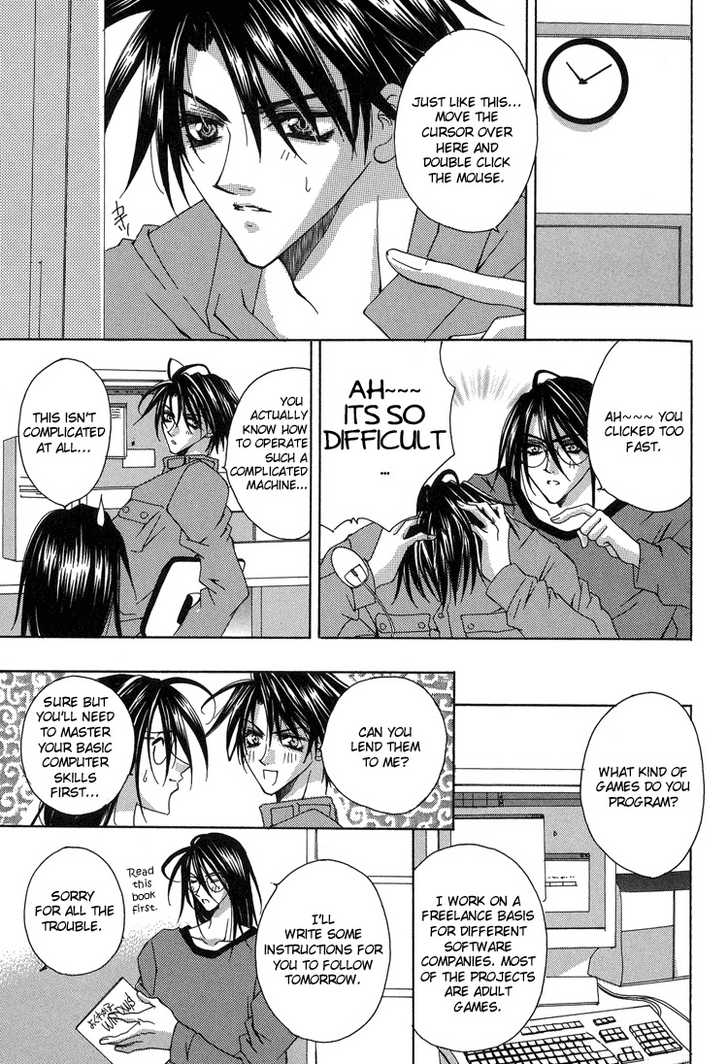 JUST LIKE THIS...
MOVE THE
CURSOR OVER
HERE AND
DOUBLE CLICK
THE MOUSE.
AH~~~ YOU
CLICKED TOO
FAST.
AH~~~
ITS SO
DIFFICULT
...
YOU
ACTUALLY
KNOW HOW
TO OPERATE
SUCH A
COMPLICATED
MACHINE...
THIS ISN'T
COMPLICATED
AT ALL...
WHAT KIND OF
GAMES DO YOU
PROGRAM?
I WORK ON A
FREELANCE BASIS
FOR DIFFERENT
SOFTWARE
COMPANIES. MOST
OF THE PROJECTS
ARE ADULT
GAMES.
CAN YOU
LEND THEM
TO ME?
SURE BUT
YOU'LL NEED
TO MASTER
YOUR BASIC
COMPUTER
SKILLS
FIRST...
I'LL
WRITE SOME
INSTRUCTIONS FOR
YOU TO FOLLOW
TOMORROW.
Read
this
book
first.
SORRY
FOR ALL THE
TROUBLE.
WINDOWS